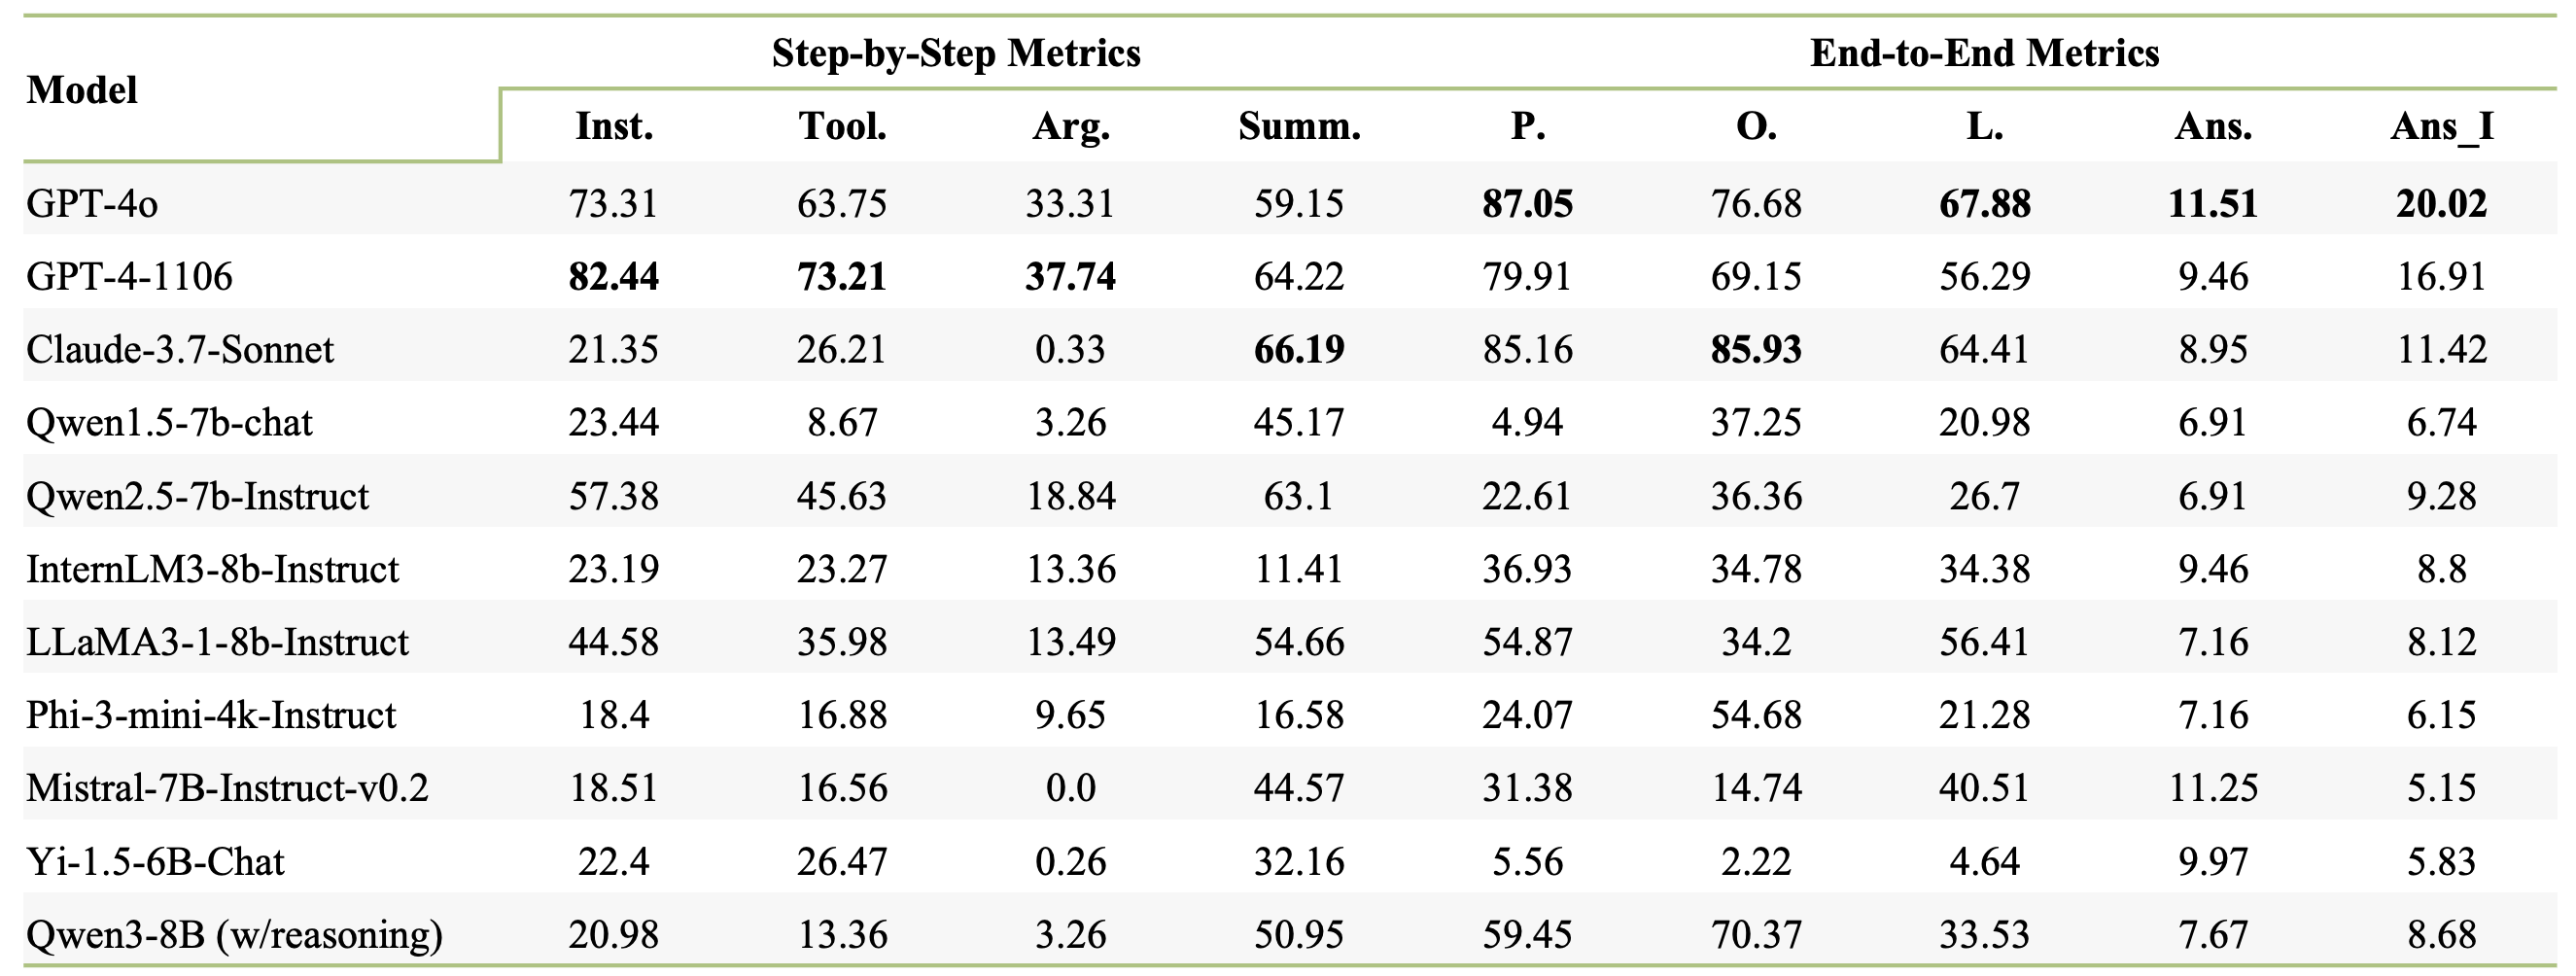 Step-by-Step Metrics End-to-End Metrics
Model
Inst. Tool. Arg. Summ. P. O. L. Ans. Ans_I
GPT-4o 73.31 63.75 33.31 59.15 87.05 76.68 67.88 11.51 20.02
GPT-4-1106 82.44 73.21 37.74 64.22 79.91 69.15 56.29 9.46 16.91
Claude-3.7-Sonnet 21.35 26.21 0.33 66.19 85.16 85.93 64.41 8.95 11.42
Qwen1.5-7b-chat 23.44 8.67 3.26 45.17 4.94 37.25 20.98 6.91 6.74
Qwen2.5-7b-Instruct 57.38 45.63 18.84 63.1 22.61 36.36 26.7 6.91 9.28
InternLM3-8b-Instruct 23.19 23.27 13.36 11.41 36.93 34.78 34.38 9.46 8.8
LLaMA3-1-8b-Instruct 44.58 35.98 13.49 54.66 54.87 34.2 56.41 7.16 8.12
Phi-3-mini-4k-Instruct 18.4 16.88 9.65 16.58 24.07 54.68 21.28 7.16 6.15
Mistral-7B-Instruct-v0.2 18.51 16.56 0.0 44.57 31.38 14.74 40.51 11.25 5.15
Yi-1.5-6B-Chat 22.4 26.47 0.26 32.16 5.56 2.22 4.64 9.97 5.83
Qwen3-8B (w/reasoning) 20.98 13.36 3.26 50.95 59.45 70.37 33.53 7.67 8.68